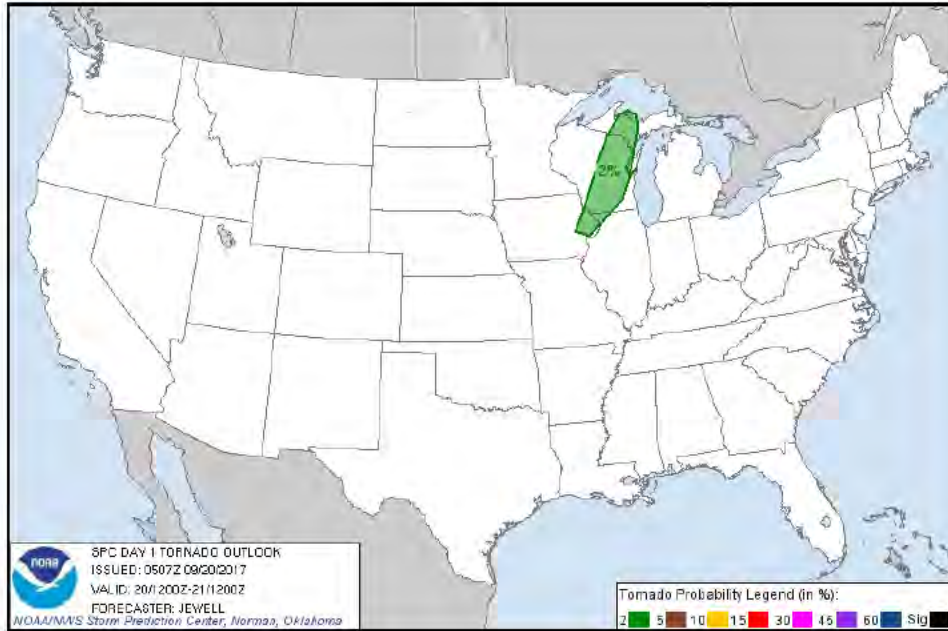 2%
SPC DAY 1 TORNADO OUTLOOK
ISSUED: 0507Z 09/20/2017
VALID: 20/1200Z-21/1200Z
FORECASTER: JEWELL
NOAA/NWS Storm Prediction Center, Norman, Oklahoma
noaa
Tornado Probability Legend (in %):
2 5 10 15 30 45 60 Sig